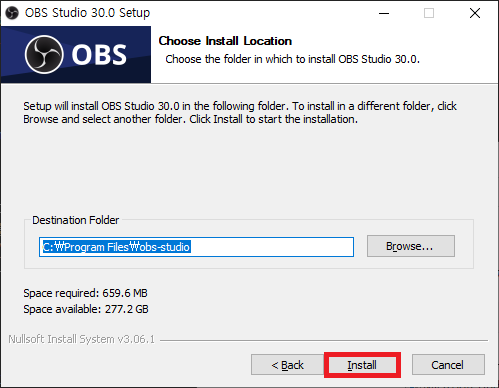 OBS Studio 30.0 Setup
OBS
Choose Install Location
Choose the folder in which to install OBS Studio 30.0.
Setup will install OBS Studio 30.0 in the following folder. To install in a different folder, click
Browse and select another folder. Click Install to start the installation.
Destination Folder
C:₩Program Files₩obs-studio
Browse...
Space required: 659.6 MB
Space available: 277.2 GB
Nullsoft Install System v3.06.1
< Back
Install
Cancel